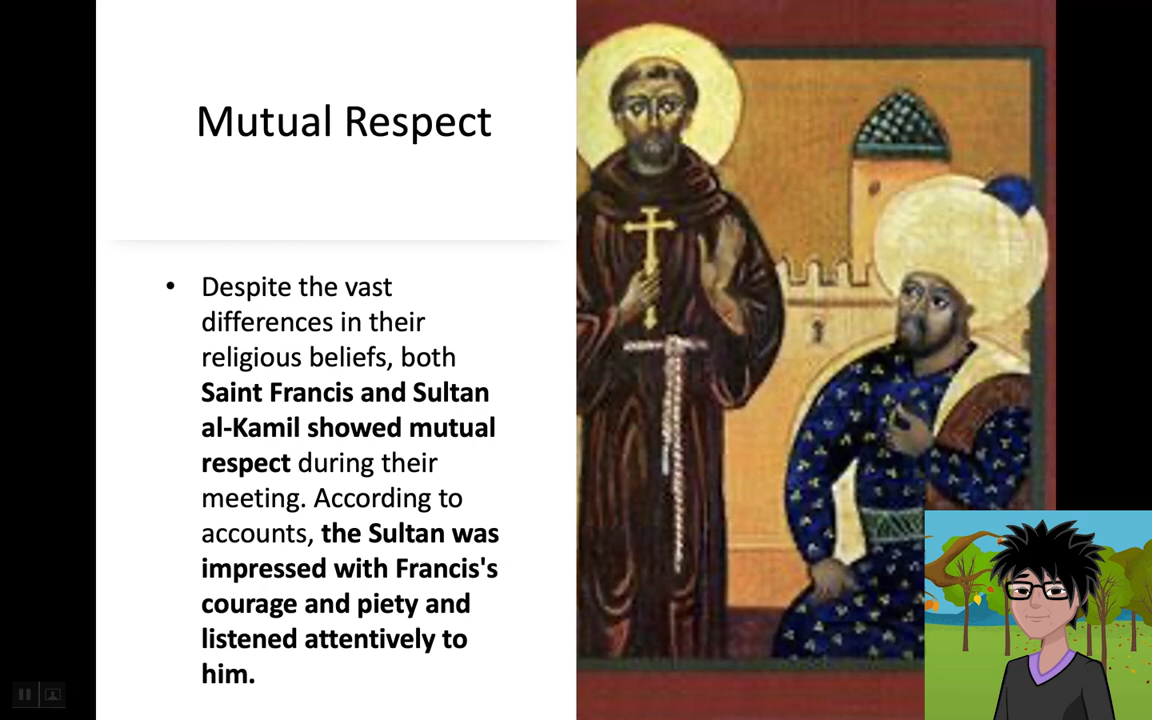 Mutual Respect
• Despite the vast
differences in their
religious beliefs, both
Saint Francis and Sultan
al-Kamil showed mutual
respect during their
meeting. According to
accounts, the Sultan was
impressed with Francis's
courage and piety and
listened attentively to
him.